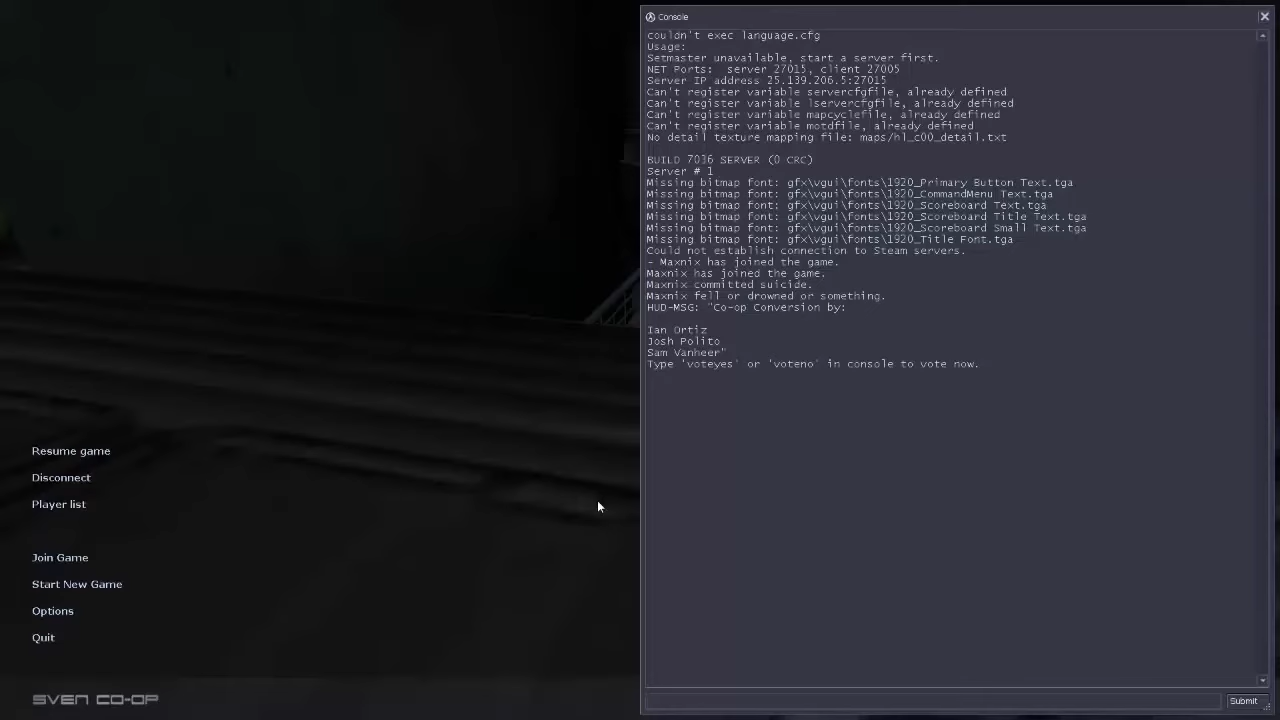 Console
couldn't exec language.cfg
Usage:
Setmaster unavailable, start a server first.
NET Ports:  server 27015, client 27005
Server IP address 25.139.206.5:27015
Can't register variable servercfgfile, already defined
Can't register variable lservercfgfile, already defined
Can't register variable mapcyclefile, already defined
Can't register variable motdfile, already defined
No detail texture mapping file: maps/hl_c00_detail.txt
BUILD 7036 SERVER (0 CRC)
Server # 1
Missing bitmap font: gfx\vgui\fonts\1920_Primary Button Text.tga
Missing bitmap font: gfx\vgui\fonts\1920_CommandMenu Text.tga
Missing bitmap font: gfx\vgui\fonts\1920_Scoreboard Text.tga
Missing bitmap font: gfx\vgui\fonts\1920_Scoreboard Title Text.tga
Missing bitmap font: gfx\vgui\fonts\1920_Scoreboard Small Text.tga
Missing bitmap font: gfx\vgui\fonts\1920_Title Font.tga
Could not establish connection to Steam servers.
- Maxnix has joined the game.
Maxnix has joined the game.
Maxnix committed suicide.
Maxnix fell or drowned or something.
HUD-MSG: "Co-op Conversion by:
Ian Ortiz
Josh Polito
Sam Vanheer"
Type 'voteyes' or 'voteno' in console to vote now.
Submit
Resume game
Disconnect
Player list
Join Game
Start New Game
Options
Quit
SVEN CO-OP